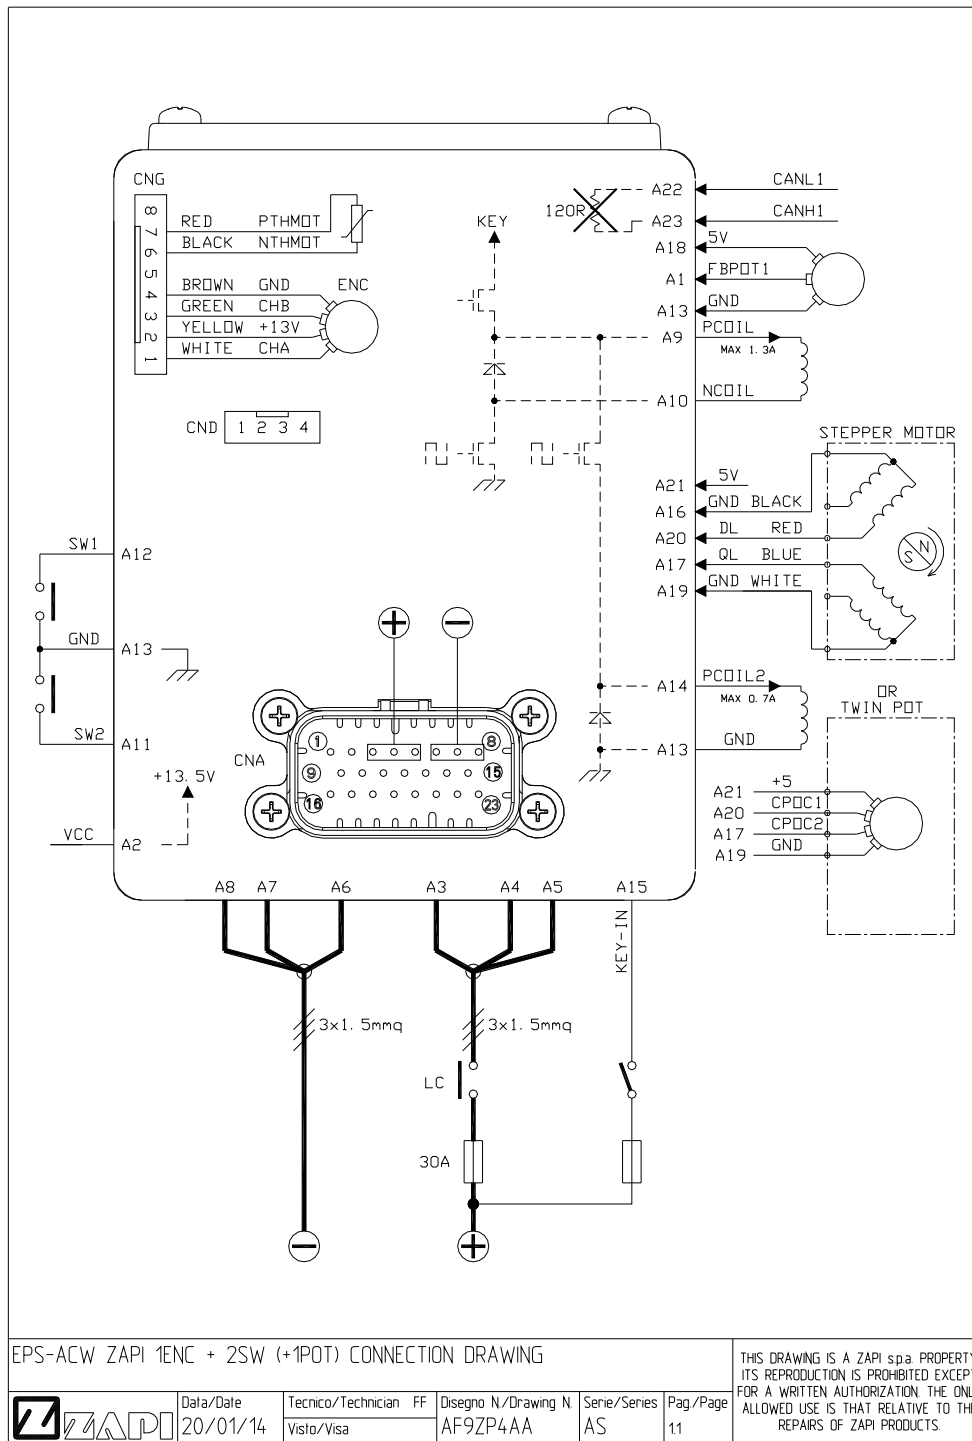 CNG
8
7
6
5
4
3
2
1
RED PTHMOT
BLACK NTHMOT
BROWN GND
GREEN CHB
YELLOW +13V
WHITE CHA
ENC
CND 1 2 3 4
KEY
120R
A22 CANL1
A23 CANH1
A18 5V
A1 FBPOT1
A13 GND
A9 PCOIL
MAX 1.3A
A10 NCOIL
STEPPER MOTOR
A21 5V
A16 GND BLACK
A20 DL RED
A17 QL BLUE
A19 GND WHITE
S N
SW1 A12
GND A13
SW2 A11
+13.5V
VCC A2
CNA
1 8
9 15
16 23
A14 PCOIL2
MAX 0.7A
A13 GND
OR
TWIN POT
A21 +5
A20 CPOC1
A17 CPOC2
A19 GND
A8 A7 A6 A3 A4 A5 A15
KEY-IN
3x1.5mmq 3x1.5mmq
LC
30A
EPS-ACW ZAPI 1ENC + 2SW (+1POT) CONNECTION DRAWING
THIS DRAWING IS A ZAPI s.p.a. PROPERTY
ITS REPRODUCTION IS PROHIBITED EXCEPT
FOR A WRITTEN AUTHORIZATION. THE ONL
ALLOWED USE IS THAT RELATIVE TO THE
REPAIRS OF ZAPI PRODUCTS.
ZAPI
Data/Date
20/01/14
Tecnico/Technician FF
Visto/Visa
Disegno N./Drawing N.
AF9ZP4AA
Serie/Series
AS
Pag./Page
1.1